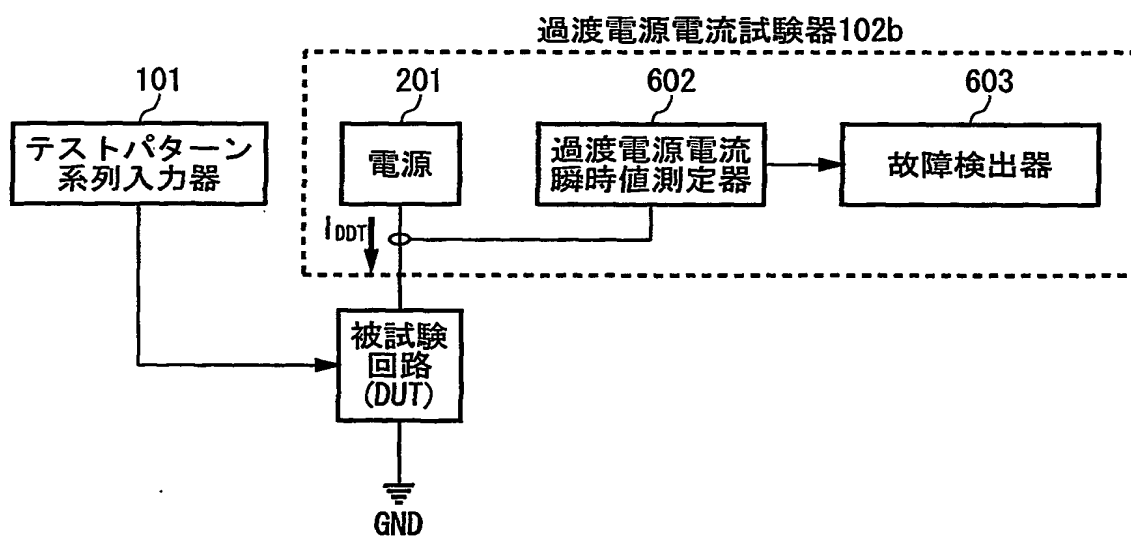 過渡電源電流試験器102b
101
201
602
603
テストパターン
系列入力器
電源
過渡電源電流
瞬時値測定器
故障検出器
IDDT
被試験
回路
(DUT)
GND